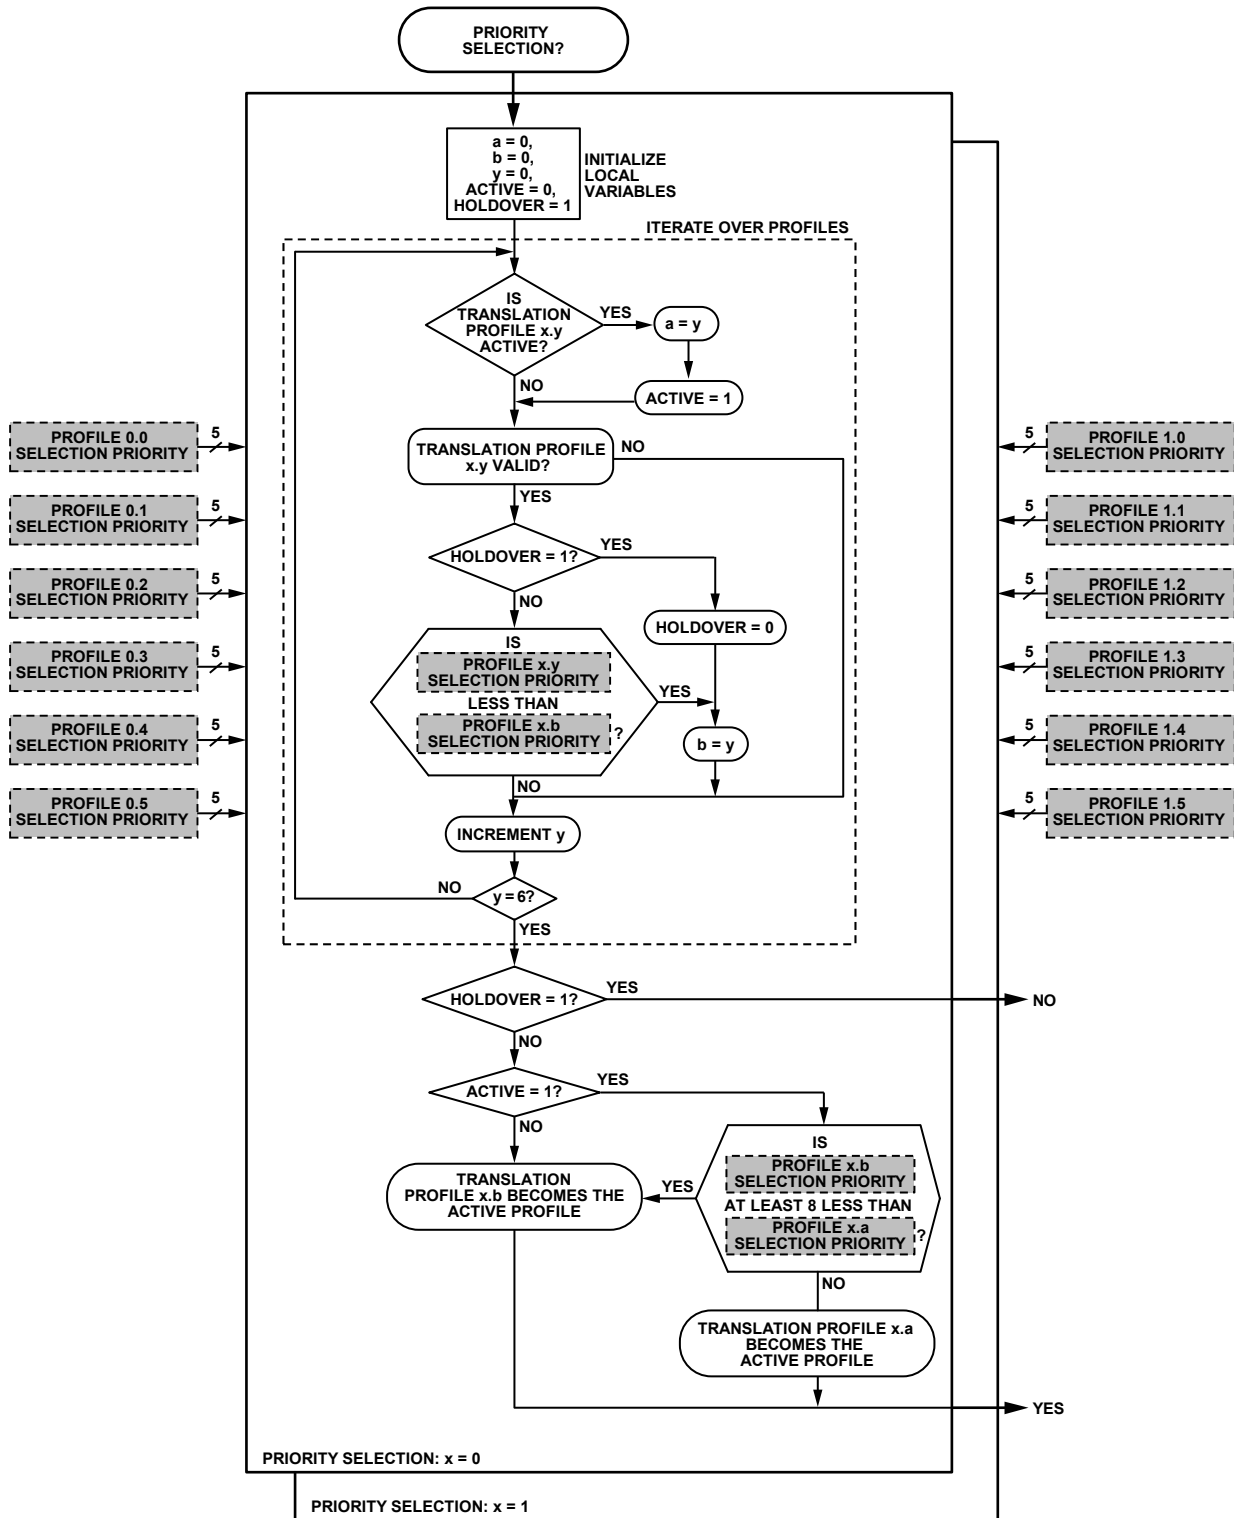 PRIORITY
SELECTION?
a = 0,
b = 0,
y = 0,
ACTIVE = 0,
HOLDOVER = 1
INITIALIZE
LOCAL
VARIABLES
ITERATE OVER PROFILES
IS
TRANSLATION
PROFILE x.y
ACTIVE?
YES
a = y
NO
ACTIVE = 1
TRANSLATION PROFILE
x.y VALID?
NO
YES
HOLDOVER = 1?
YES
NO
HOLDOVER = 0
IS
PROFILE x.y
SELECTION PRIORITY
LESS THAN
PROFILE x.b
SELECTION PRIORITY
?
YES
b = y
NO
INCREMENT y
y = 6?
NO
YES
HOLDOVER = 1?
YES
NO
NO
ACTIVE = 1?
YES
NO
IS
PROFILE x.b
SELECTION PRIORITY
AT LEAST 8 LESS THAN
PROFILE x.a
SELECTION PRIORITY
?
YES
TRANSLATION
PROFILE x.b BECOMES THE
ACTIVE PROFILE
NO
TRANSLATION PROFILE x.a
BECOMES THE
ACTIVE PROFILE
YES
PRIORITY SELECTION: x = 0
PRIORITY SELECTION: x = 1
PROFILE 0.0
SELECTION PRIORITY
5
PROFILE 0.1
SELECTION PRIORITY
5
PROFILE 0.2
SELECTION PRIORITY
5
PROFILE 0.3
SELECTION PRIORITY
5
PROFILE 0.4
SELECTION PRIORITY
5
PROFILE 0.5
SELECTION PRIORITY
5
5
PROFILE 1.0
SELECTION PRIORITY
5
PROFILE 1.1
SELECTION PRIORITY
5
PROFILE 1.2
SELECTION PRIORITY
5
PROFILE 1.3
SELECTION PRIORITY
5
PROFILE 1.4
SELECTION PRIORITY
5
PROFILE 1.5
SELECTION PRIORITY